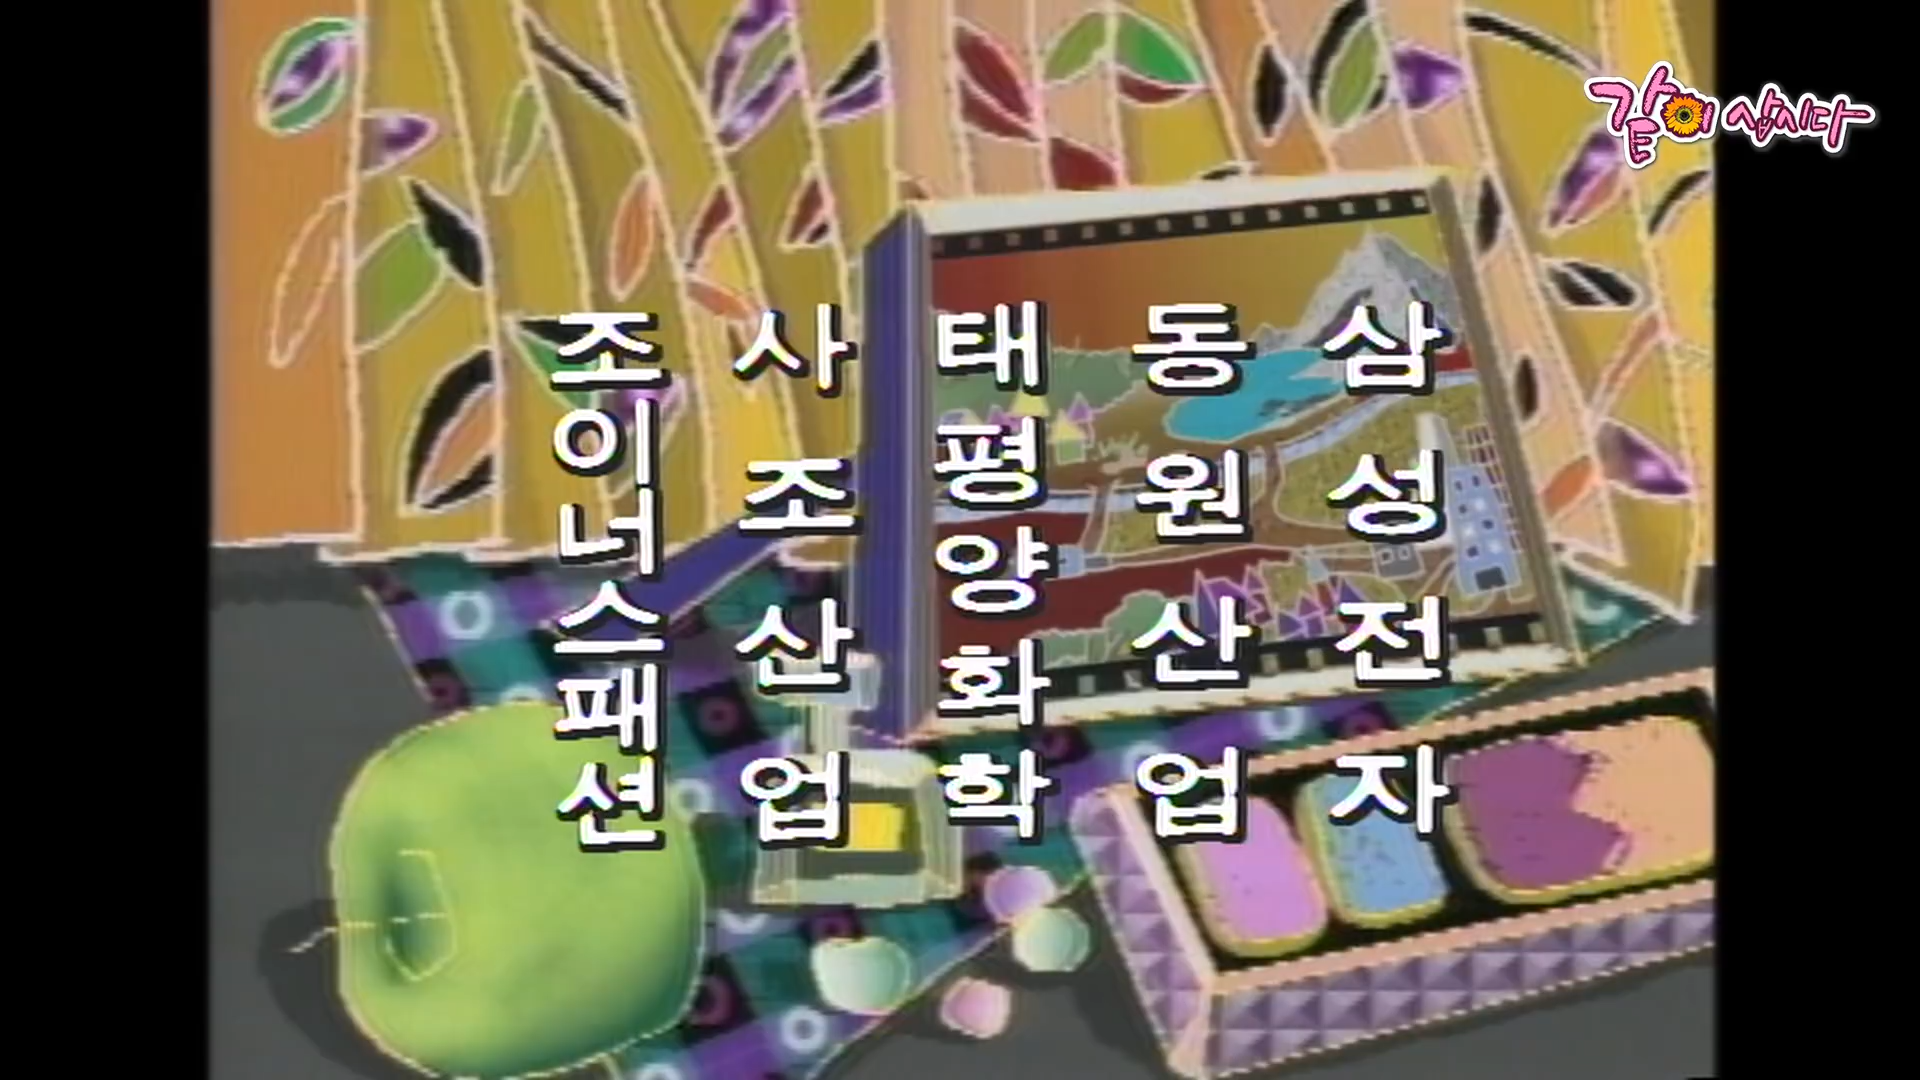 같이 삽시다
조이너스패션
사조산업
태평양화학
동원산업
삼성전자